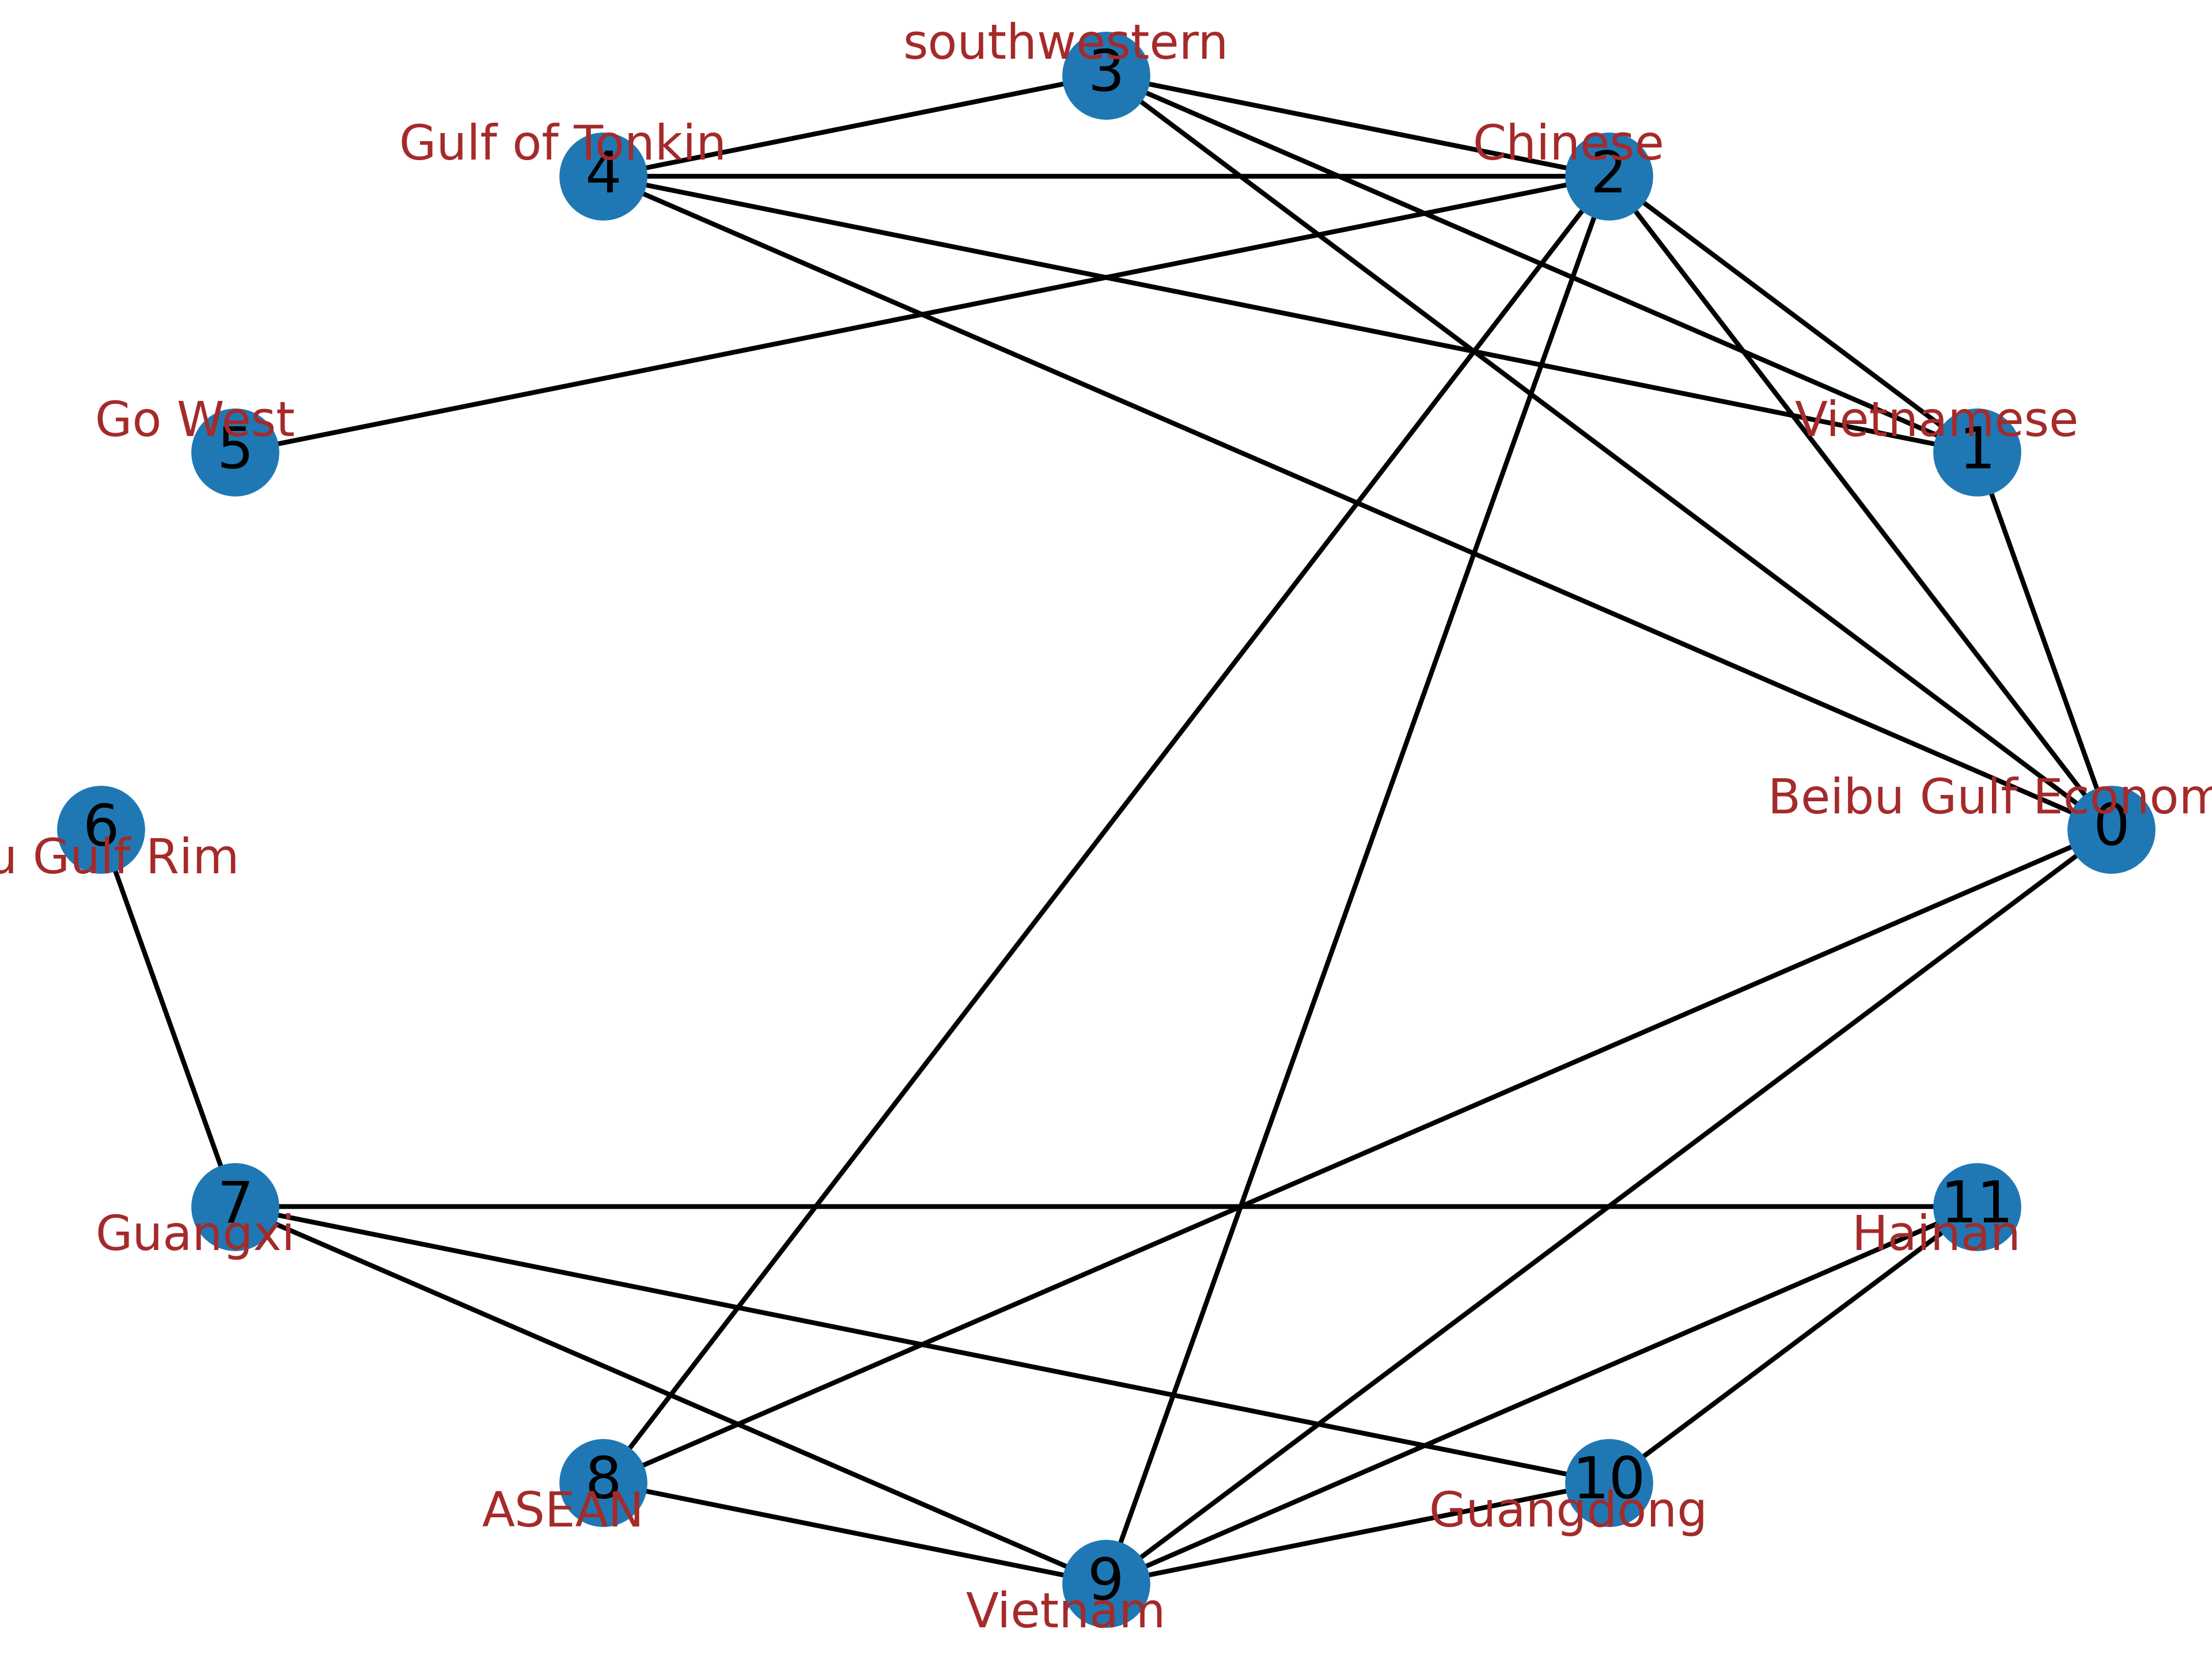 southwestern
3
Gulf of Tonkin
4
Chinese
2
Go West
5
Vietnamese
1
Beibu Gulf
0
6
Gulf Rim
7
Guangxi
11
Hainan
8
ASEAN
10
Guangdong
9
Vietnam